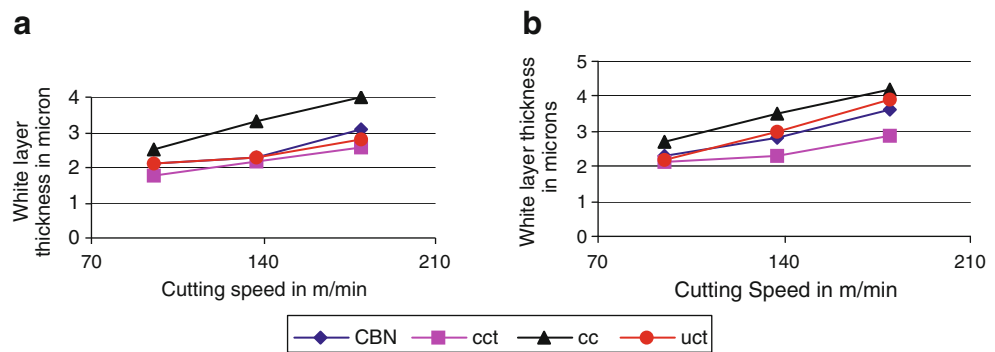 a
White layer
thickness in micron
4
3
2
1
0
70 140 210
Cutting speed in m/min
b
White layer thickness
in microns
5
4
3
2
1
0
70 140 210
Cutting Speed in m/min
CBN cct cc uct